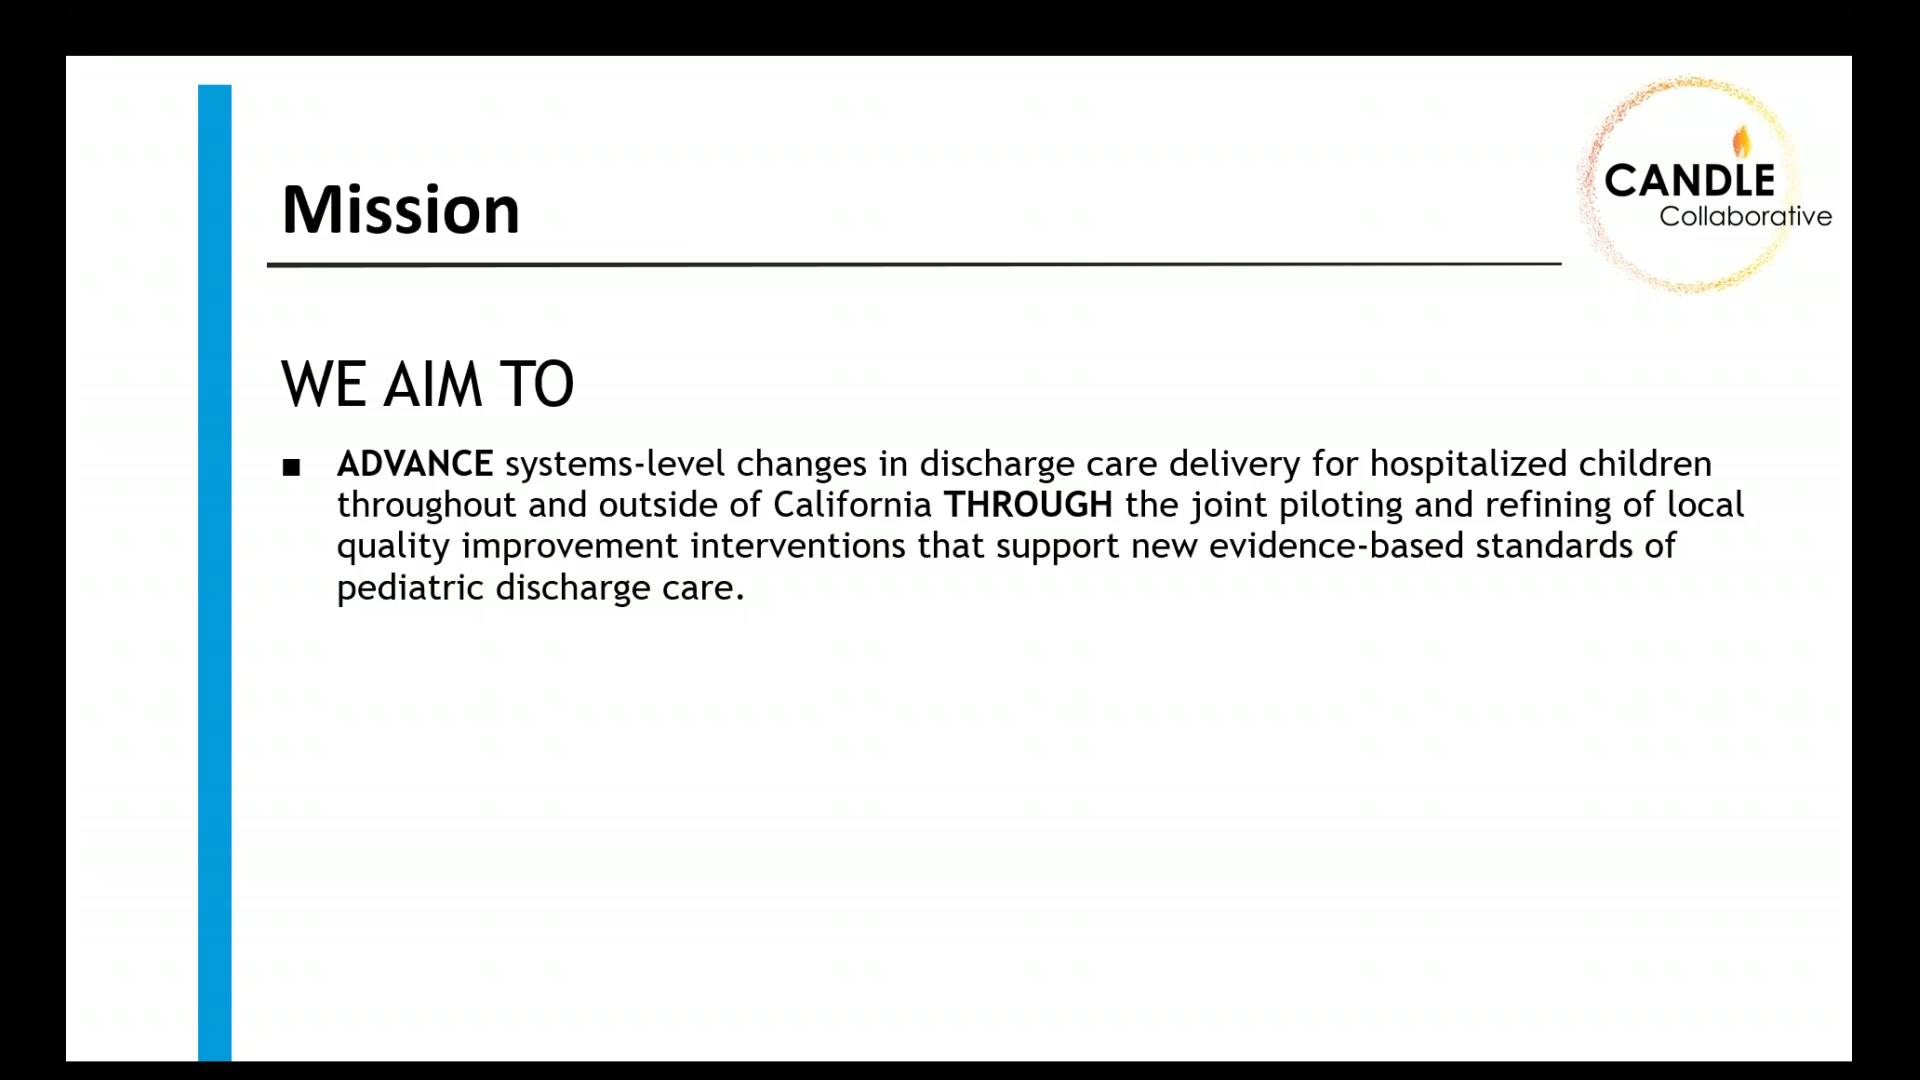 CANDLE
Collaborative
Mission
WE AIM TO
▪ ADVANCE systems-level changes in discharge care delivery for hospitalized children
throughout and outside of California THROUGH the joint piloting and refining of local
quality improvement interventions that support new evidence-based standards of
pediatric discharge care.